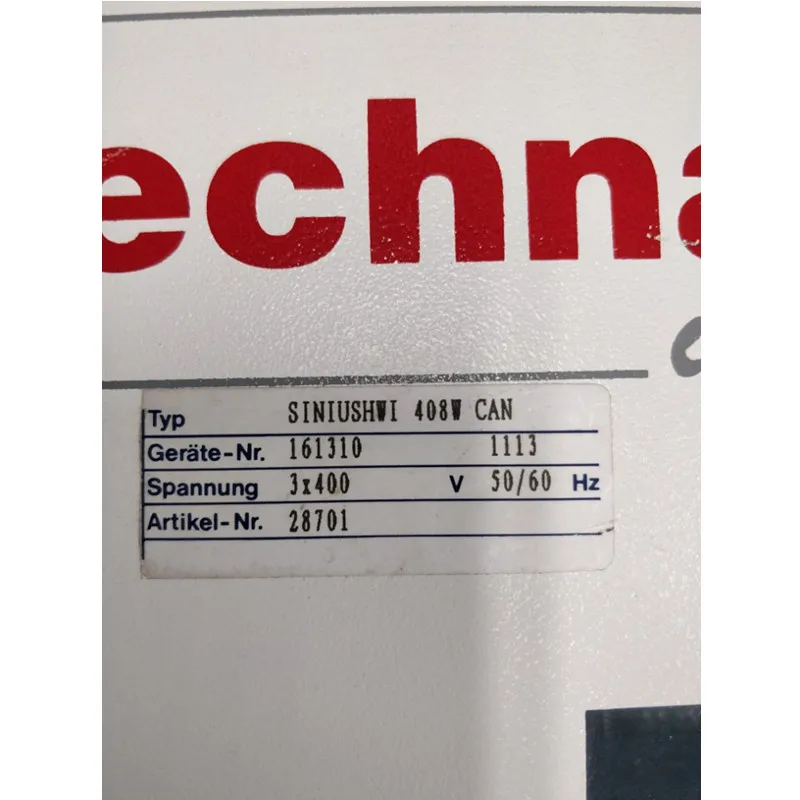 echna
Typ SINIUSHWI 408W CAN
Geräte-Nr. 161310 1113
Spannung 3x400 V 50/60 Hz
Artikel-Nr. 28701